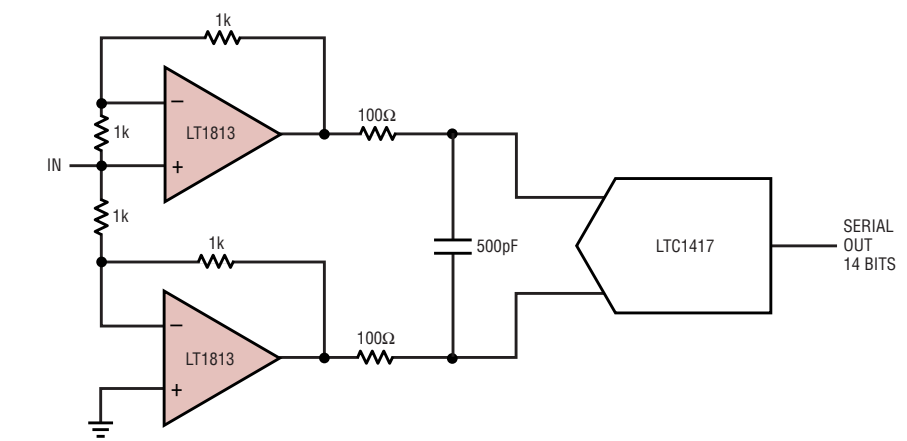 1k
−
1k
LT1813
100Ω
IN
+
1k
1k
500pF
LTC1417
SERIAL
OUT
14 BITS
−
LT1813
100Ω
+